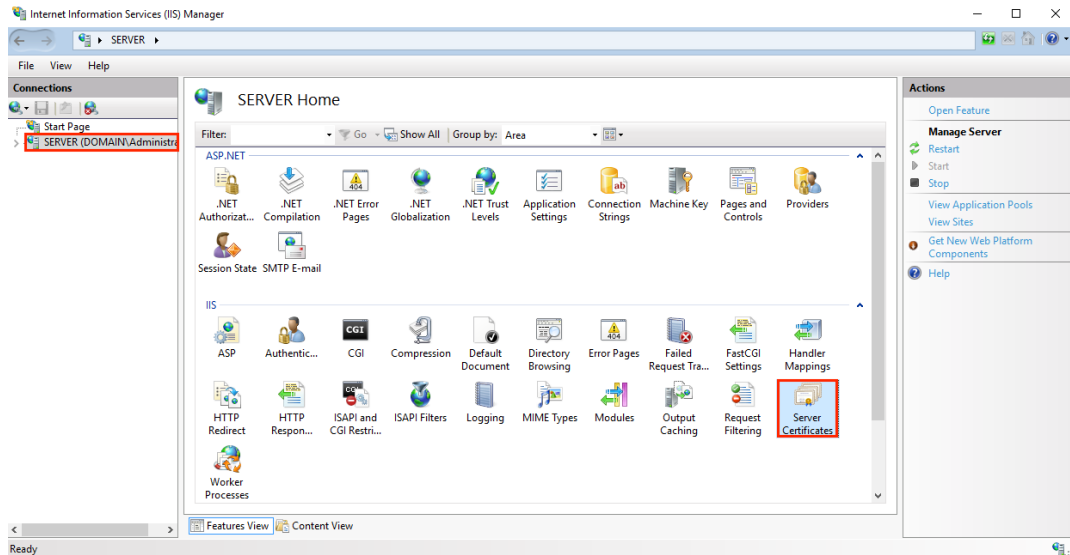 Internet Information Services (IIS) Manager
SERVER
File View Help
Connections
Start Page
SERVER (DOMAIN\Administra
SERVER Home
Filter: Go Show All Group by: Area
ASP.NET
.NET Authorizat...
.NET Compilation
404
.NET Error Pages
.NET Globalization
.NET Trust Levels
Application Settings
ab
Connection Strings
Machine Key
Pages and Controls
Providers
Session State
SMTP E-mail
IIS
ASP
Authentic...
CGI
CGI
Compression
Default Document
Directory Browsing
404
Error Pages
Failed Request Tra...
FastCGI Settings
Handler Mappings
HTTP Redirect
HTTP Respon...
ISAPI and CGI Restri...
ISAPI Filters
Logging
MIME Types
Modules
Output Caching
Request Filtering
Server Certificates
Worker Processes
Features View Content View
Ready
Actions
Open Feature
Manage Server
Restart
Start
Stop
View Application Pools
View Sites
Get New Web Platform
Components
Help